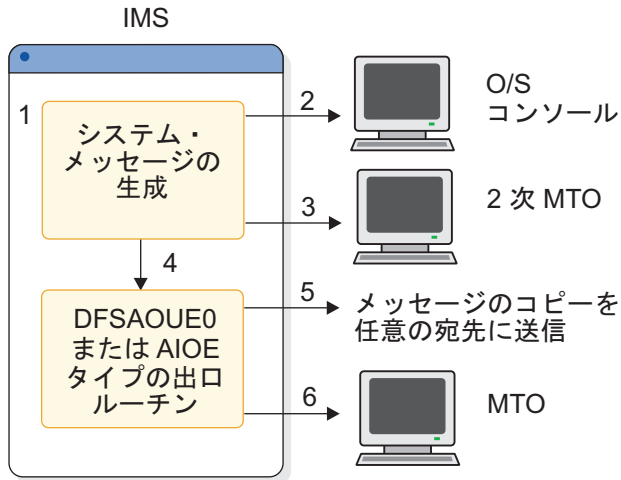 IMS
1
システム・
メッセージの
生成
2
O/S
コンソール
3
2 次 MTO
4
DFSAOUE0
または AIOE
タイプの出口
ルーチン
5
メッセージのコピーを
任意の宛先に送信
6
MTO